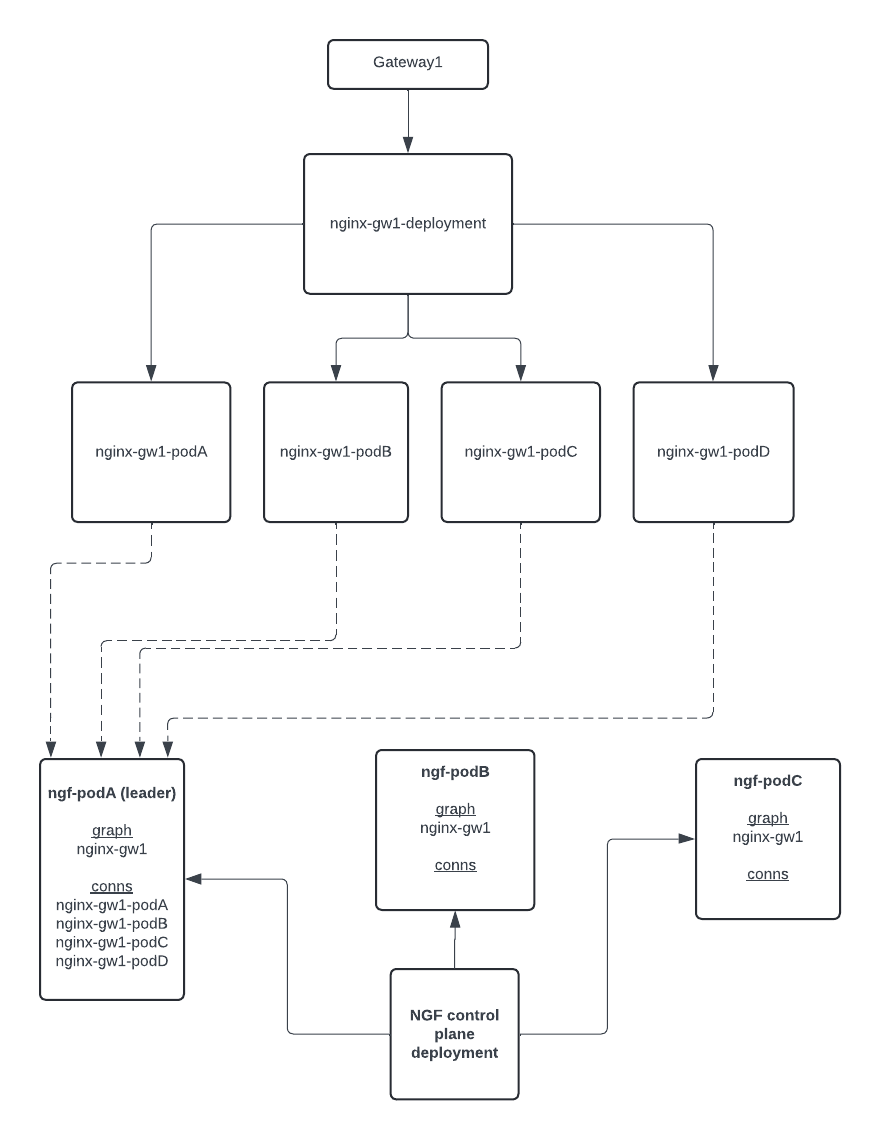 Gateway1
nginx-gw1-deployment
nginx-gw1-podA
nginx-gw1-podB
nginx-gw1-podC
nginx-gw1-podD
ngf-podA (leader)
graph
nginx-gw1
conns
nginx-gw1-podA
nginx-gw1-podB
nginx-gw1-podC
nginx-gw1-podD
ngf-podB
graph
nginx-gw1
conns
ngf-podC
graph
nginx-gw1
conns
NGF control
plane
deployment